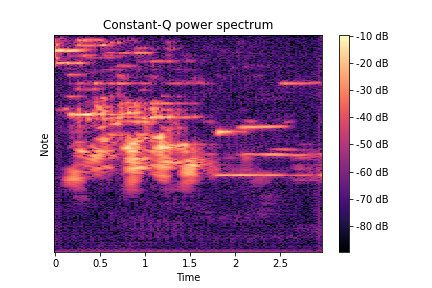 Constant-Q power spectrum
Note
0
0.5
1
1.5
2
2.5
Time
-10 dB
-20 dB
-30 dB
-40 dB
-50 dB
-60 dB
-70 dB
-80 dB